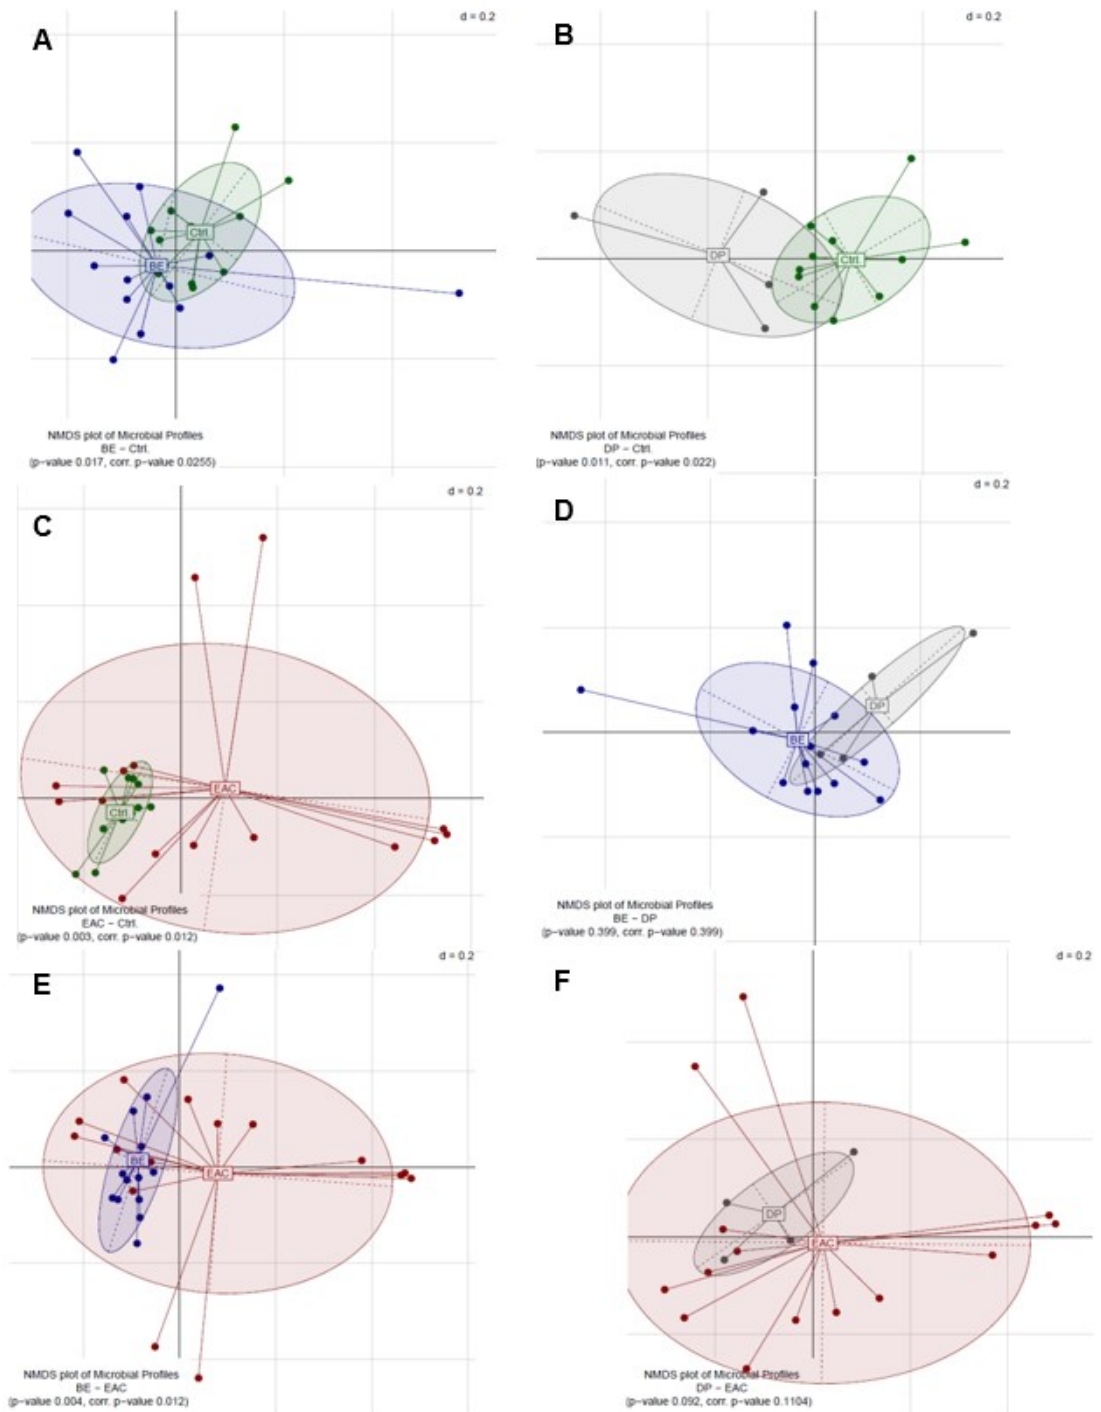 A
d = 0.2
Ctrl.
BE
NMDS plot of Microbial Profiles
BE – Ctrl.
(p–value 0.017, corr. p–value 0.0255)
B
d = 0.2
DP
Ctrl.
NMDS plot of Microbial Profiles
DP – Ctrl.
(p–value 0.011, corr. p–value 0.022)
C
d = 0.2
EAC
Ctrl.
NMDS plot of Microbial Profiles
EAC – Ctrl.
(p–value 0.003, corr. p–value 0.012)
D
d = 0.2
DP
BE
NMDS plot of Microbial Profiles
BE – DP
(p–value 0.399, corr. p–value 0.399)
E
d = 0.2
BE
EAC
NMDS plot of Microbial Profiles
BE – EAC
(p–value 0.004, corr. p–value 0.012)
F
d = 0.2
DP
EAC
NMDS plot of Microbial Profiles
DP – EAC
(p–value 0.092, corr. p–value 0.1104)